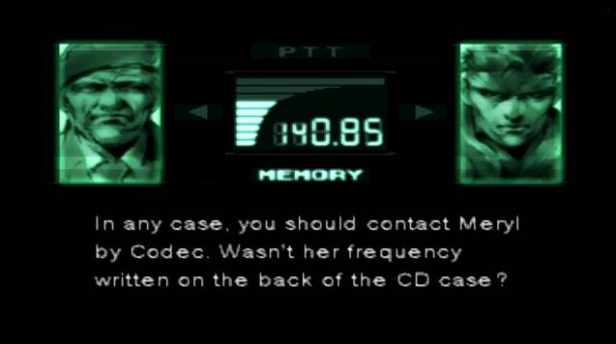 PTT
140.85
MEMORY
In any case, you should contact Meryl
by Codec. Wasn't her frequency
written on the back of the CD case?